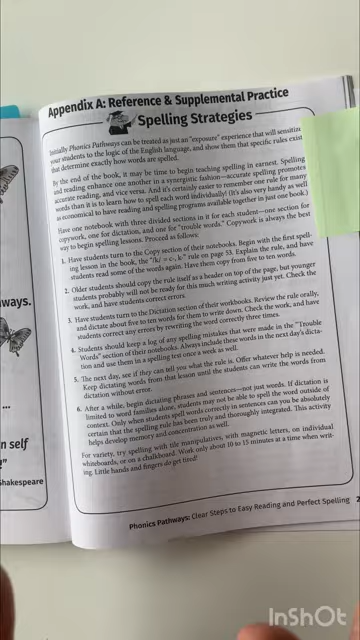 Appendix A: Reference & Supplemental Practice
Spelling Strategies
Initially Phonics Pathways can be treated as just an "exposure" experience that will sensitize
your students to the logic of the English language, and show them that specific rules exist
that determine exactly how words are spelled.
By the end of the book, it may be time to begin teaching spelling in earnest. Spelling
and reading enhance one another in a synergetic fashion—accurate spelling promotes
accurate reading, and vice versa. And it's certainly easier to remember one rule for many
words than it is to learn how to spell each word individually! (It's also very handy as well
as economical to have reading and spelling programs available together in just one book.)
Have one notebook with three divided sections in it for each student—one section for
copywork, one for dictation, and one for "trouble words." Copywork is always the best
way to begin spelling lessons. Proceed as follows:
1. Have students turn to the Copy section of their notebooks. Begin with the first spell-
ing lesson in the book, the "/k/ = c, k" rule on page 53. Explain the rule, and have
students read some of the words again. Have them copy from five to ten words.
2. Older students should copy the rule itself as a header on top of the page, but younger
students probably will not be ready for this much writing activity just yet. Check the
work, and have students correct errors.
3. Have students turn to the Dictation section of their workbooks. Review the rule orally,
and dictate about five to ten words for them to write down. Check the work, and have
students correct any errors by rewriting the word correctly three times.
4. Students should keep a log of any spelling mistakes that were made in the "Trouble
Words" section of their notebooks. Always include these words in the next day's dicta-
tion and use them in a spelling test once a week as well.
5. The next day, see if they can tell you what the rule is. Offer whatever help is needed.
Keep dictating words from that lesson until the students can write the words from
dictation without error.
6. After a while, begin dictating phrases and sentences—not just words. If dictation is
limited to word families alone, students may not be able to spell the word outside of
context. Only when students spell words correctly in sentences can you be absolutely
certain that the spelling rule has been truly and thoroughly integrated. This activity
helps develop memory and concentration as well.
For variety, try spelling with tile manipulatives, with magnetic letters, on individual
whiteboards, or on a chalkboard. Work only about 10 to 15 minutes at a time when writ-
ing. Little hands and fingers do get tired!
Phonics Pathways: Clear Steps to Easy Reading and Perfect Spelling 2
ways.
...
n self
!"
Shakespeare
InShOt